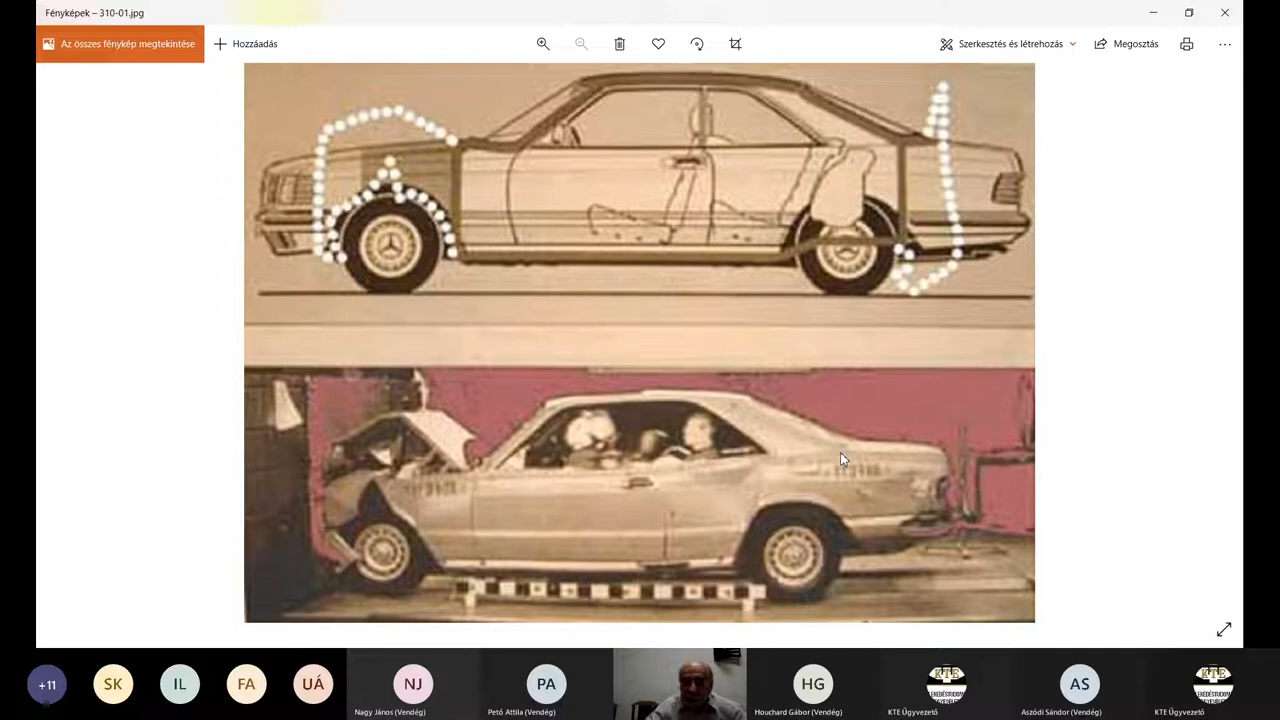 Fényképek – 310-01.jpg
Az összes fénykép megtekintése
Hozzáadás
Szerkesztés és létrehozás
Megosztás
+11
SK
IL
FA
UÁ
NJ
Nagy János (Vendég)
PA
Pető Attila (Vendég)
HG
Houchard Gábor (Vendég)
KTE
KTE Ügyvezető
AS
Aszódi Sándor (Vendég)
KTE
KTE Ügyvezető